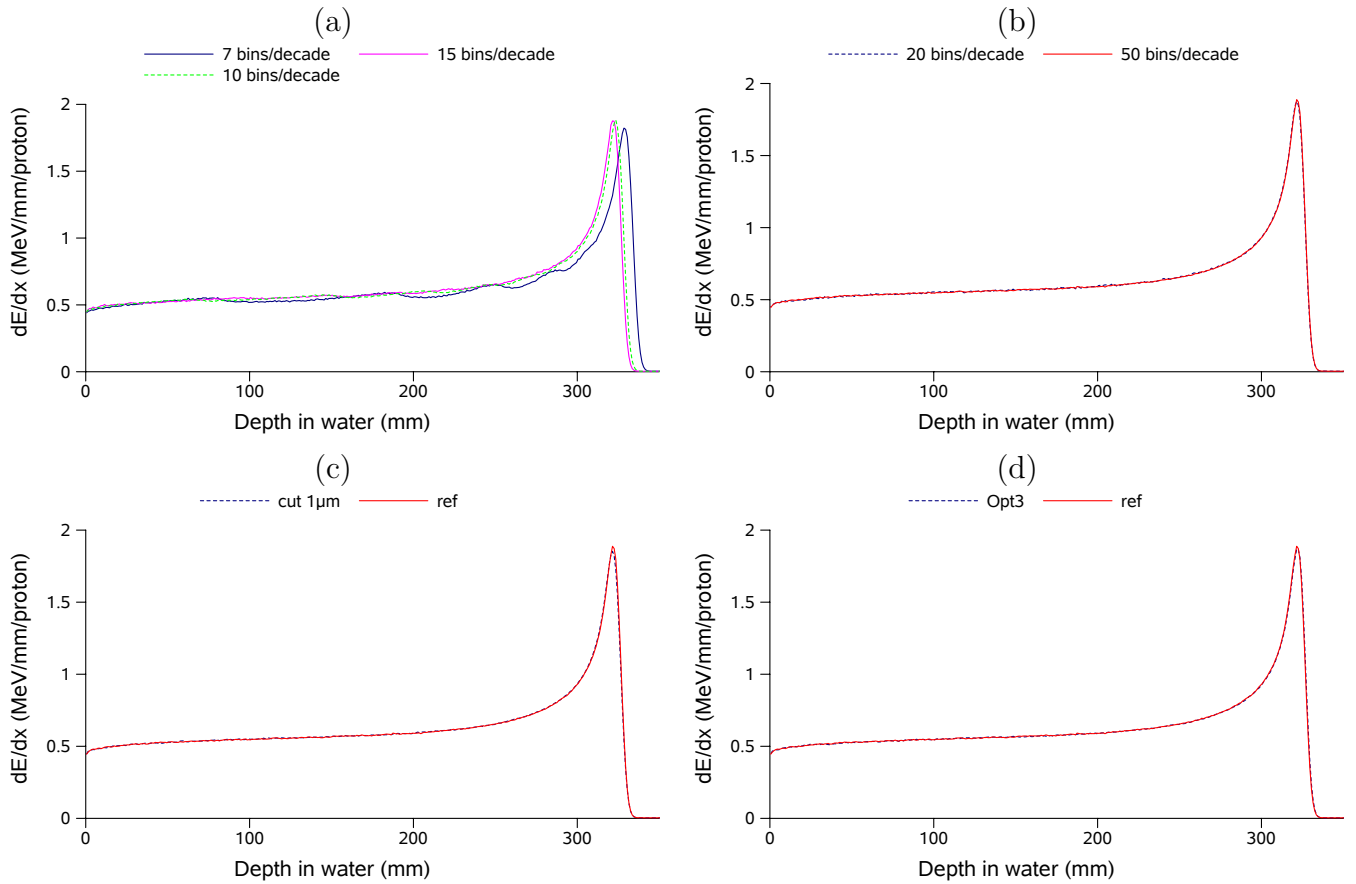 (a)
7 bins/decade 15 bins/decade
10 bins/decade
2
1.5
1
0.5
0
dE/dx (MeV/mm/proton)
0 100 200 300
Depth in water (mm)
(b)
20 bins/decade 50 bins/decade
2
1.5
1
0.5
0
dE/dx (MeV/mm/proton)
0 100 200 300
Depth in water (mm)
(c)
cut 1µm ref
2
1.5
1
0.5
0
dE/dx (MeV/mm/proton)
0 100 200 300
Depth in water (mm)
(d)
Opt3 ref
2
1.5
1
0.5
0
dE/dx (MeV/mm/proton)
0 100 200 300
Depth in water (mm)